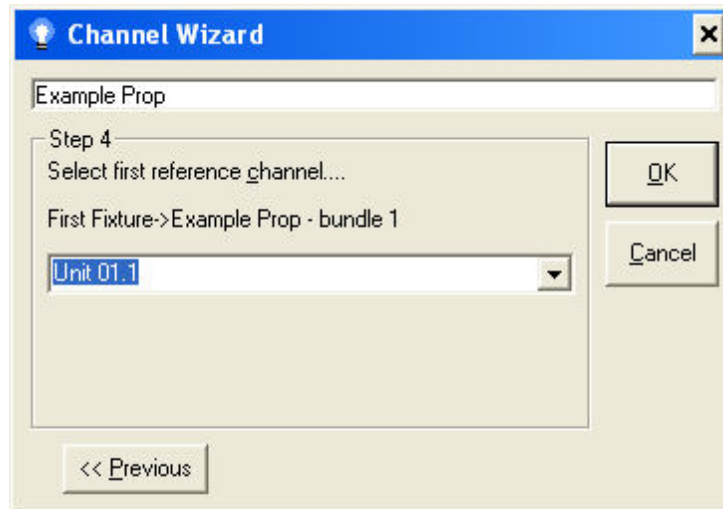 Channel Wizard
Example Prop
Step 4
Select first reference channel....
OK
First Fixture->Example Prop - bundle 1
Cancel
Unit 01.1
<< Previous